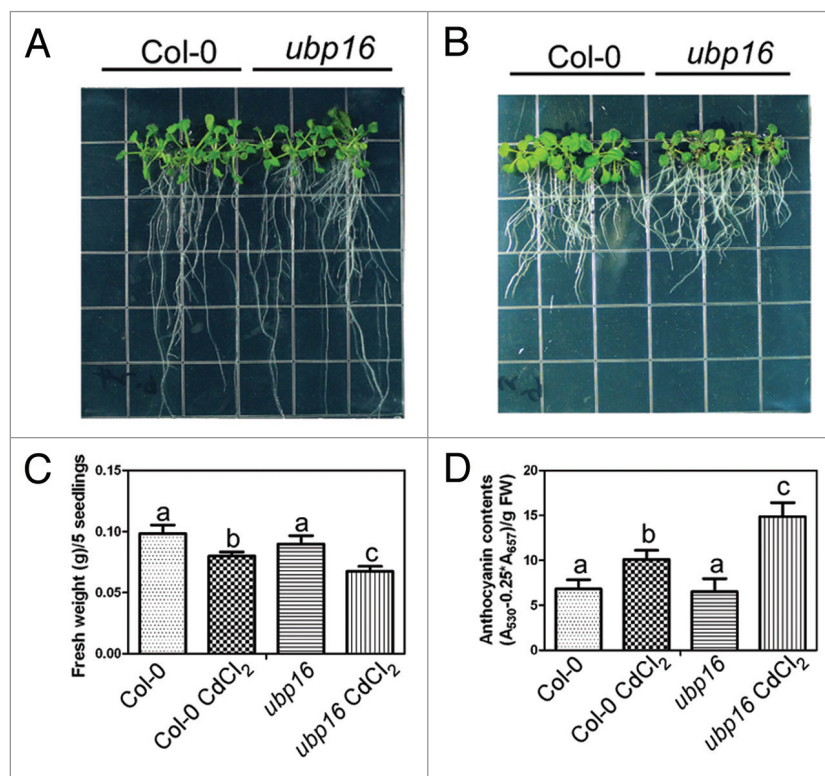 A
Col-0 ubp16
B
Col-0 ubp16
C
Fresh weight (g)/5 seedlings
0.15
0.10
0.05
0.00
a
b
a
c
Col-0
Col-0 CdCl₂
ubp16
ubp16 CdCl₂
D
Anthocyanin contents
(A₅₃₀-0.25*A₆₅₇)/g FW)
20
15
10
5
0
a
b
a
c
Col-0
Col-0 CdCl₂
ubp16
ubp16 CdCl₂